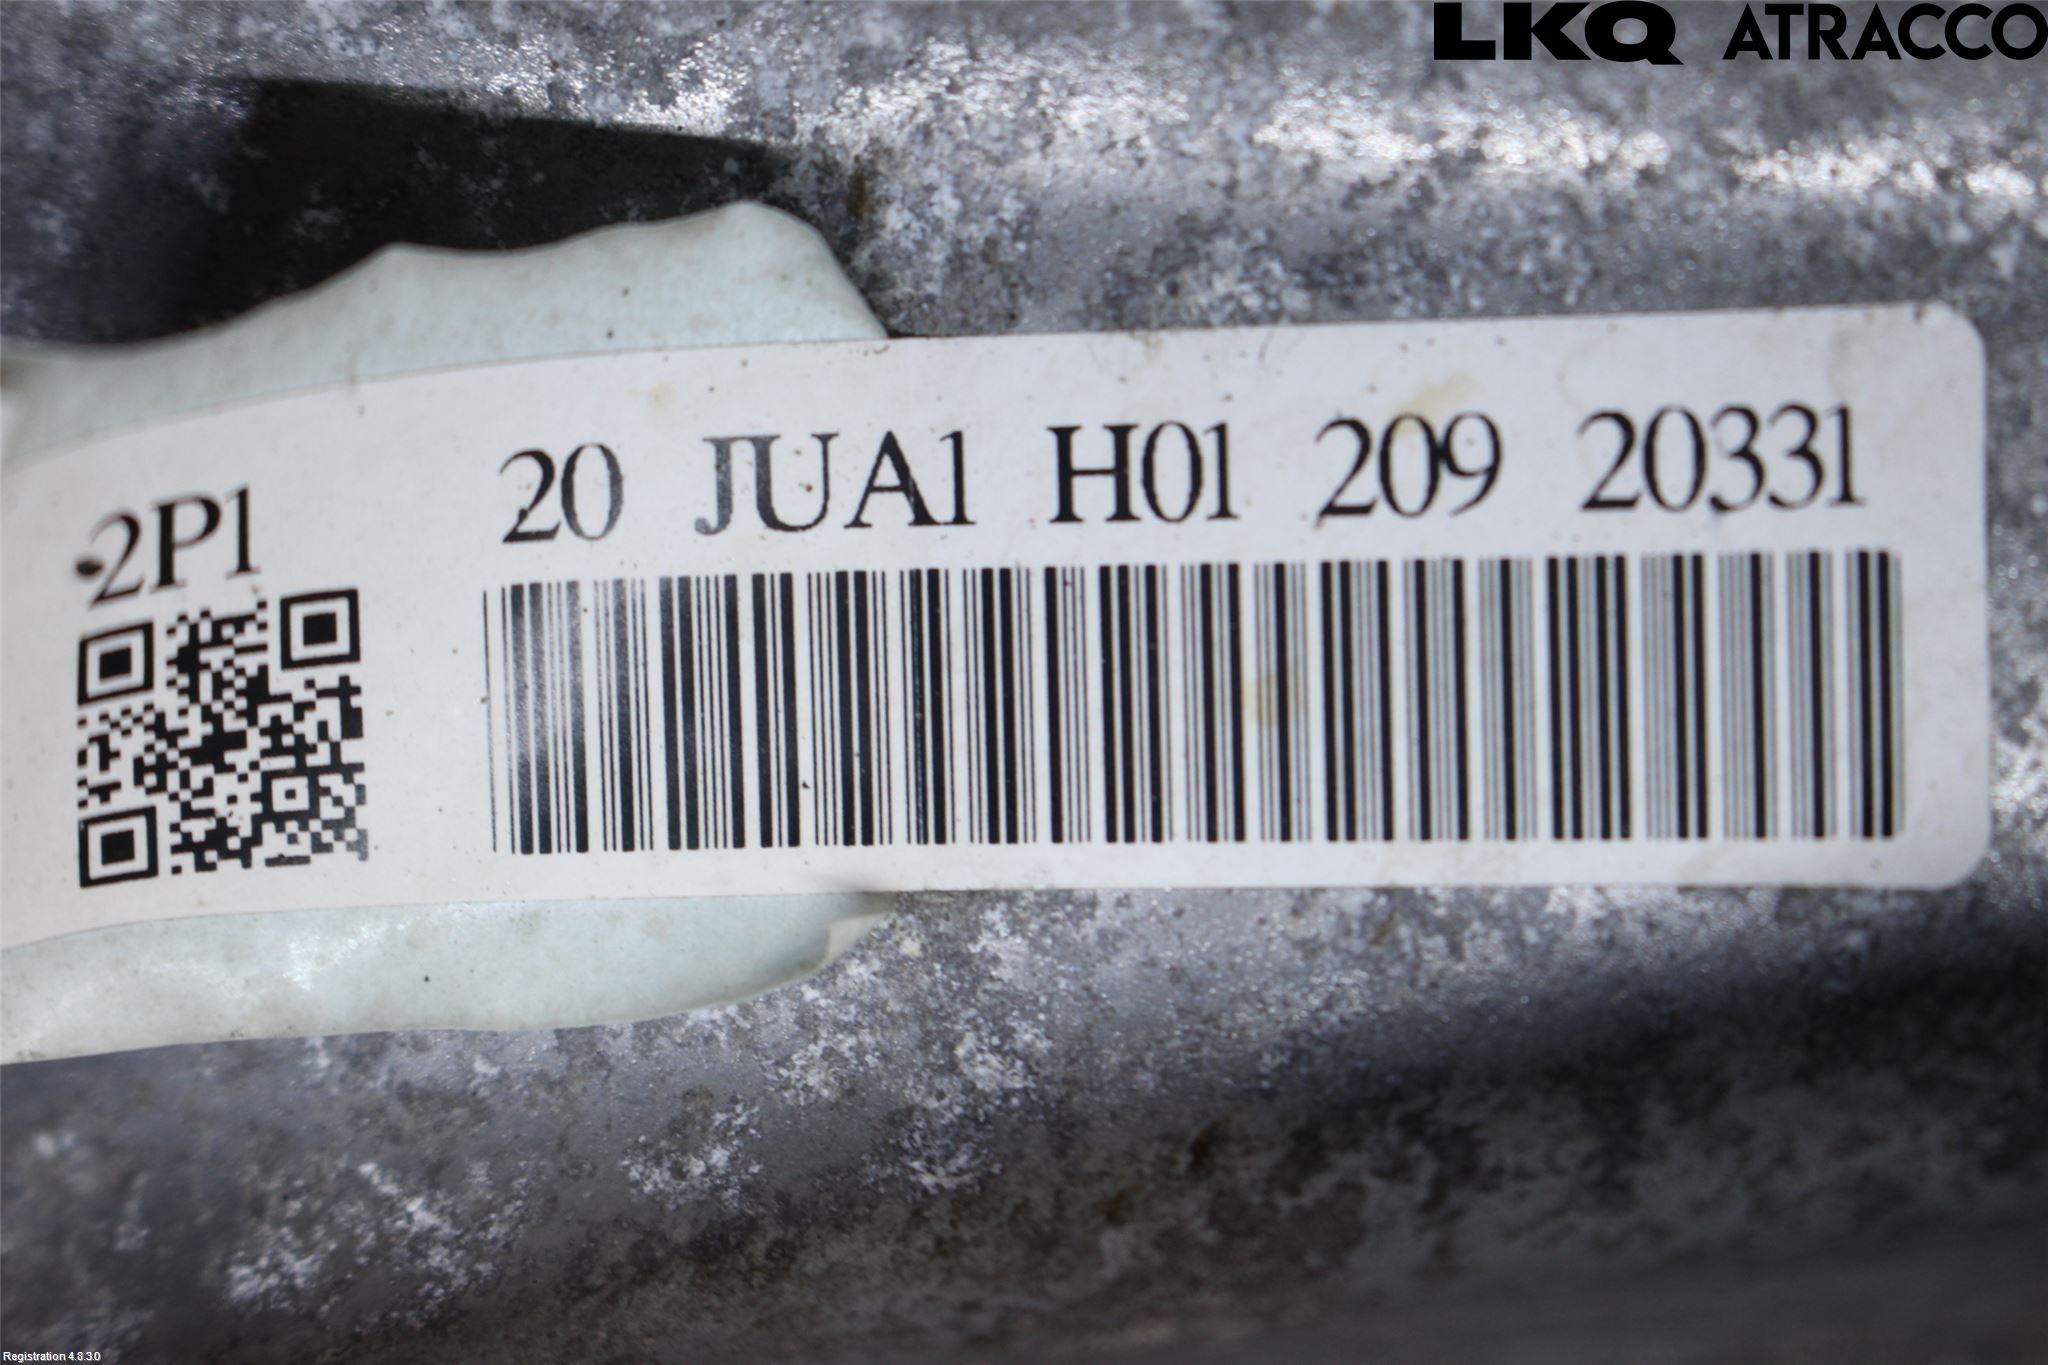 LKQ ATRACCO
20 JUA1 H01 209 20331
2P1
Registration 4.8.3.0